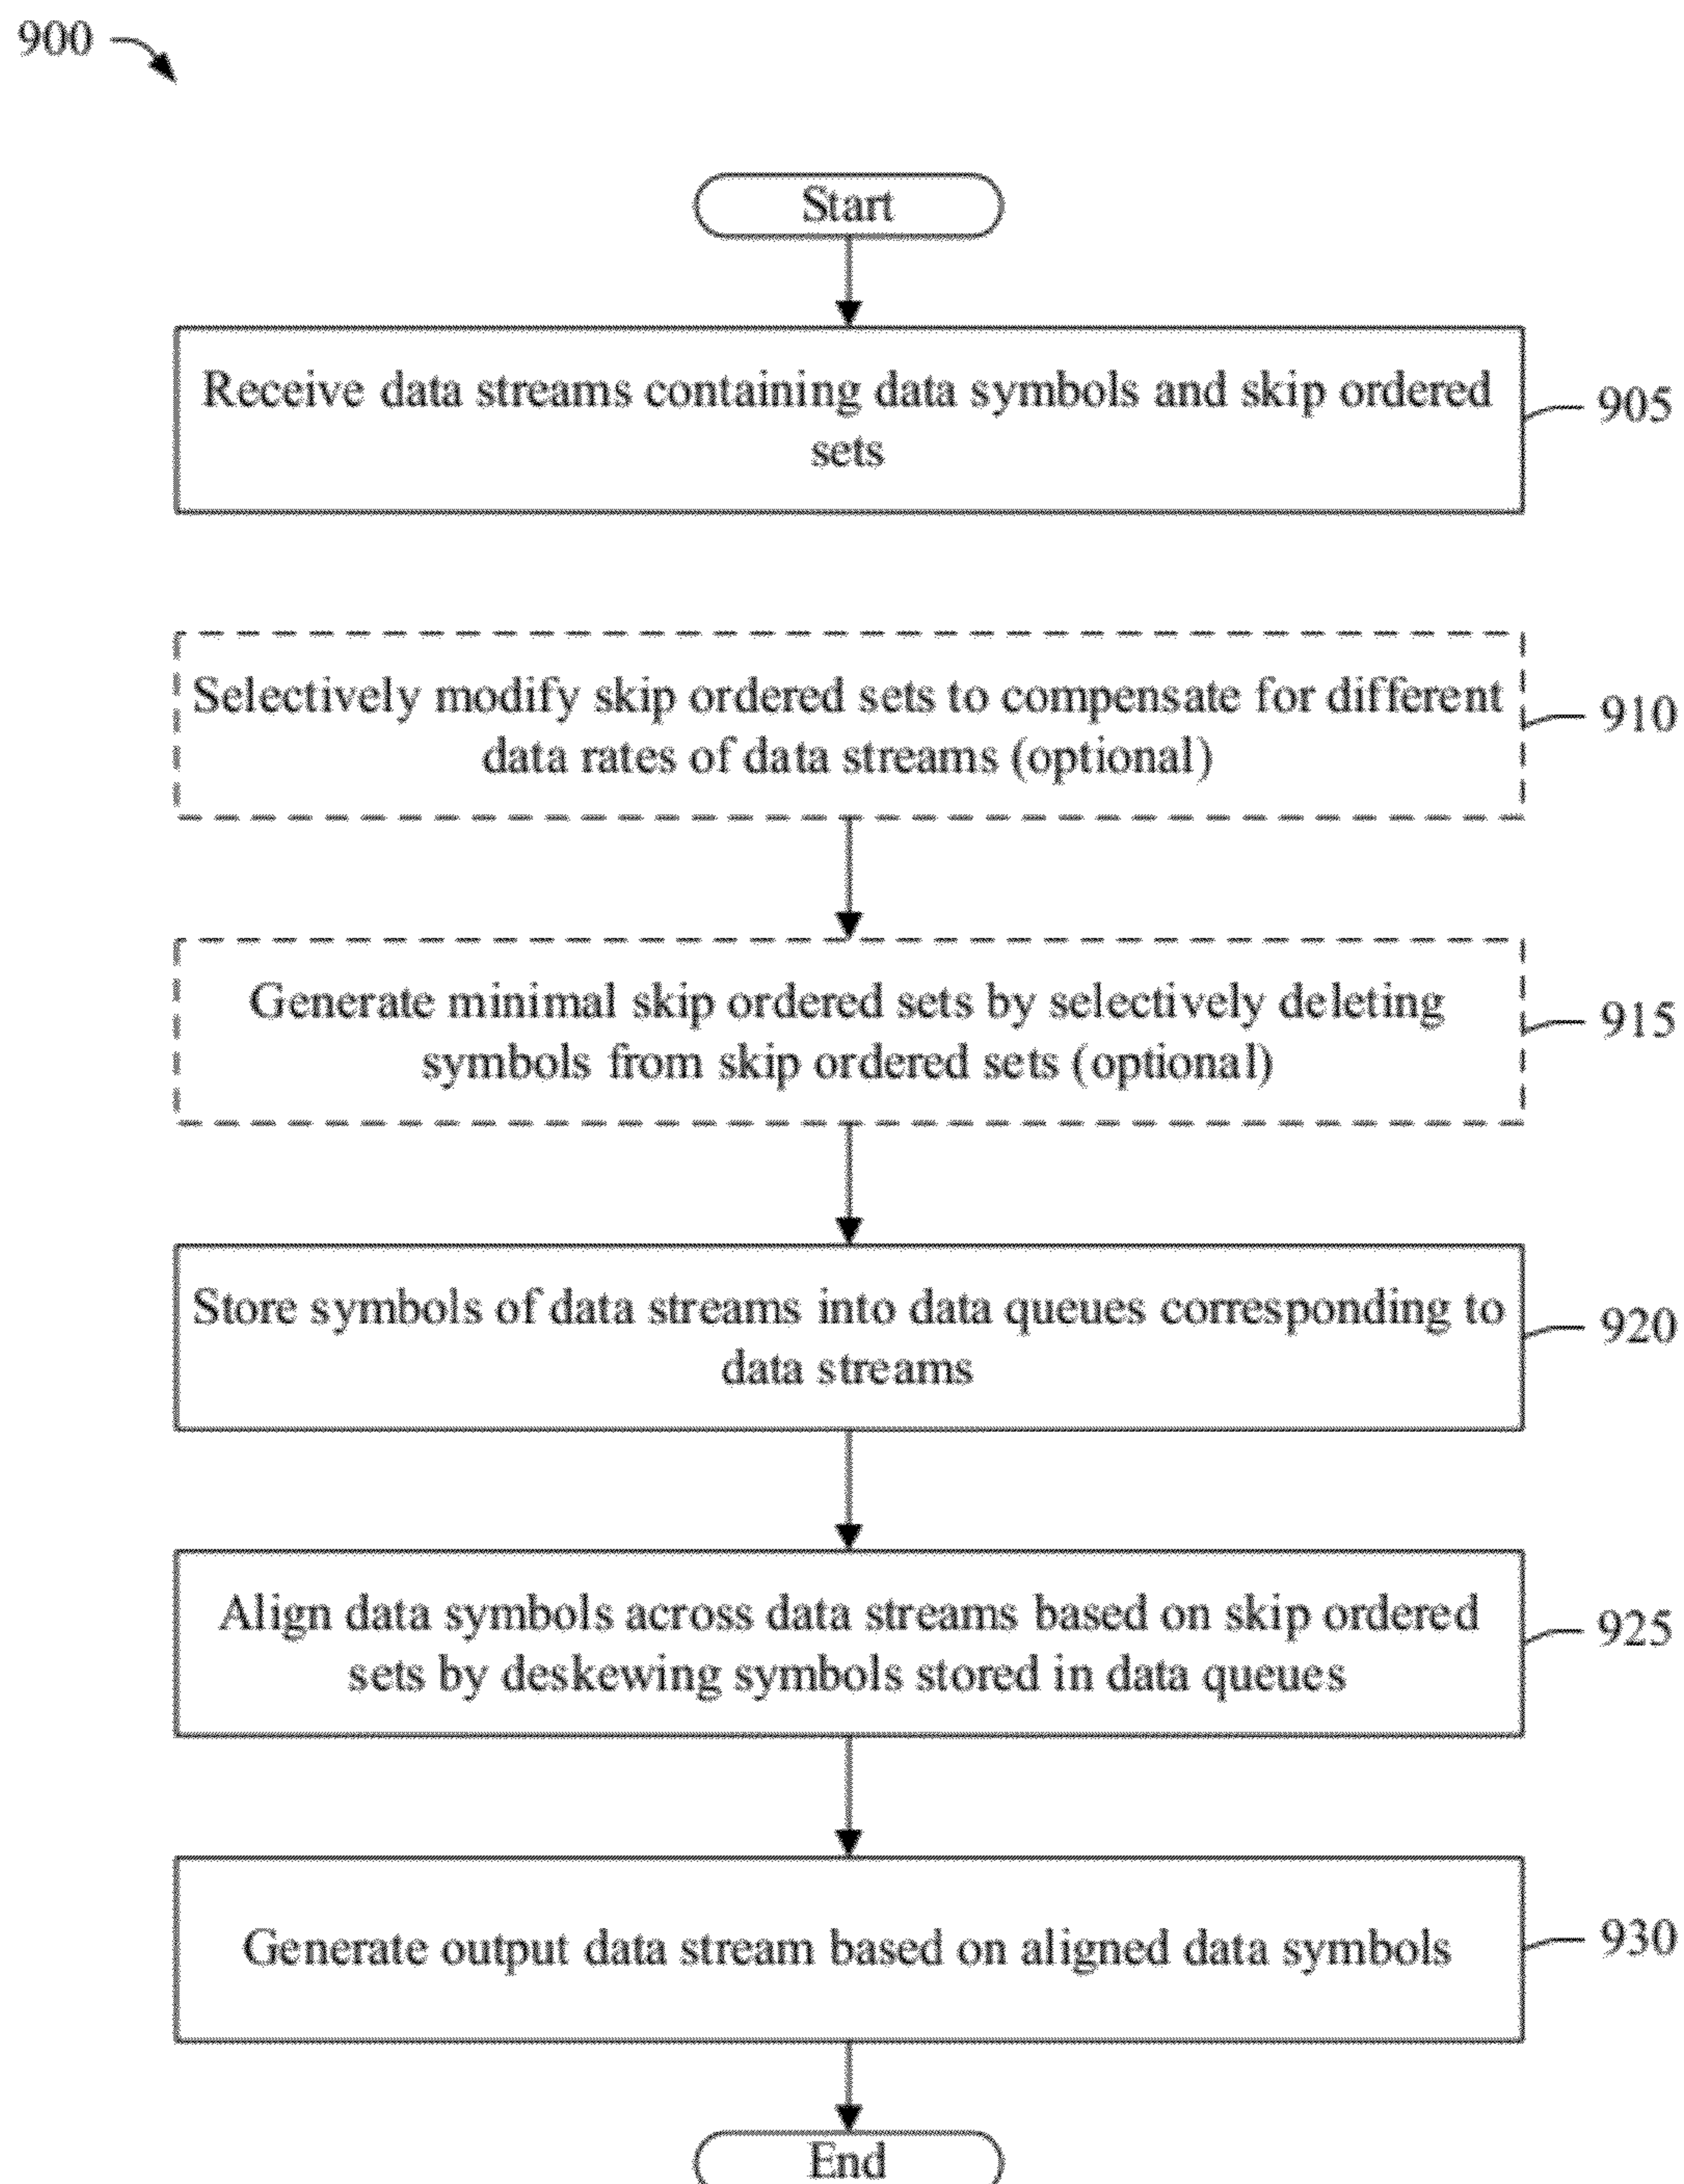 900
Start
Receive data streams containing data symbols and skip ordered
sets
905
Selectively modify skip ordered sets to compensate for different
data rates of data streams (optional)
910
Generate minimal skip ordered sets by selectively deleting
symbols from skip ordered sets (optional)
915
Store symbols of data streams into data queues corresponding to
data streams
920
Align data symbols across data streams based on skip ordered
sets by deskewing symbols stored in data queues
925
Generate output data stream based on aligned data symbols
930
End